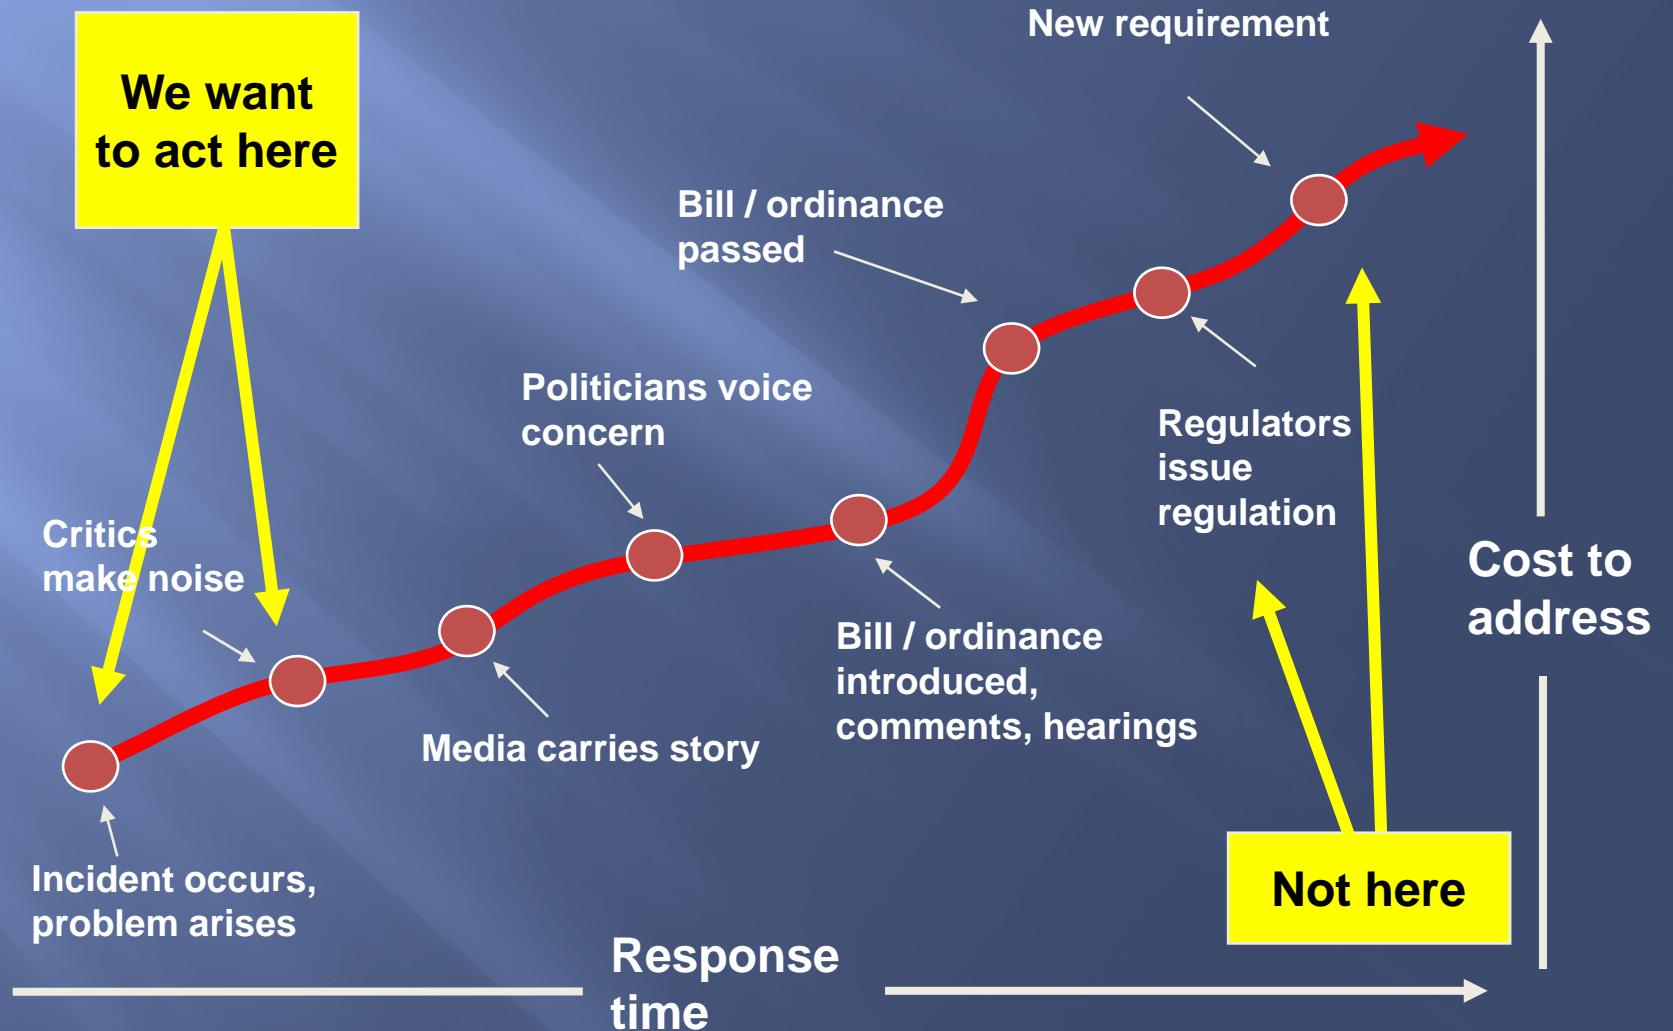 New requirement
We want
to act here
Bill / ordinance
passed
Politicians voice
concern
Regulators
issue
regulation
Critics
make noise
Cost to
address
Bill / ordinance
introduced,
comments, hearings
Media carries story
Incident occurs,
problem arises
Not here
Response
time